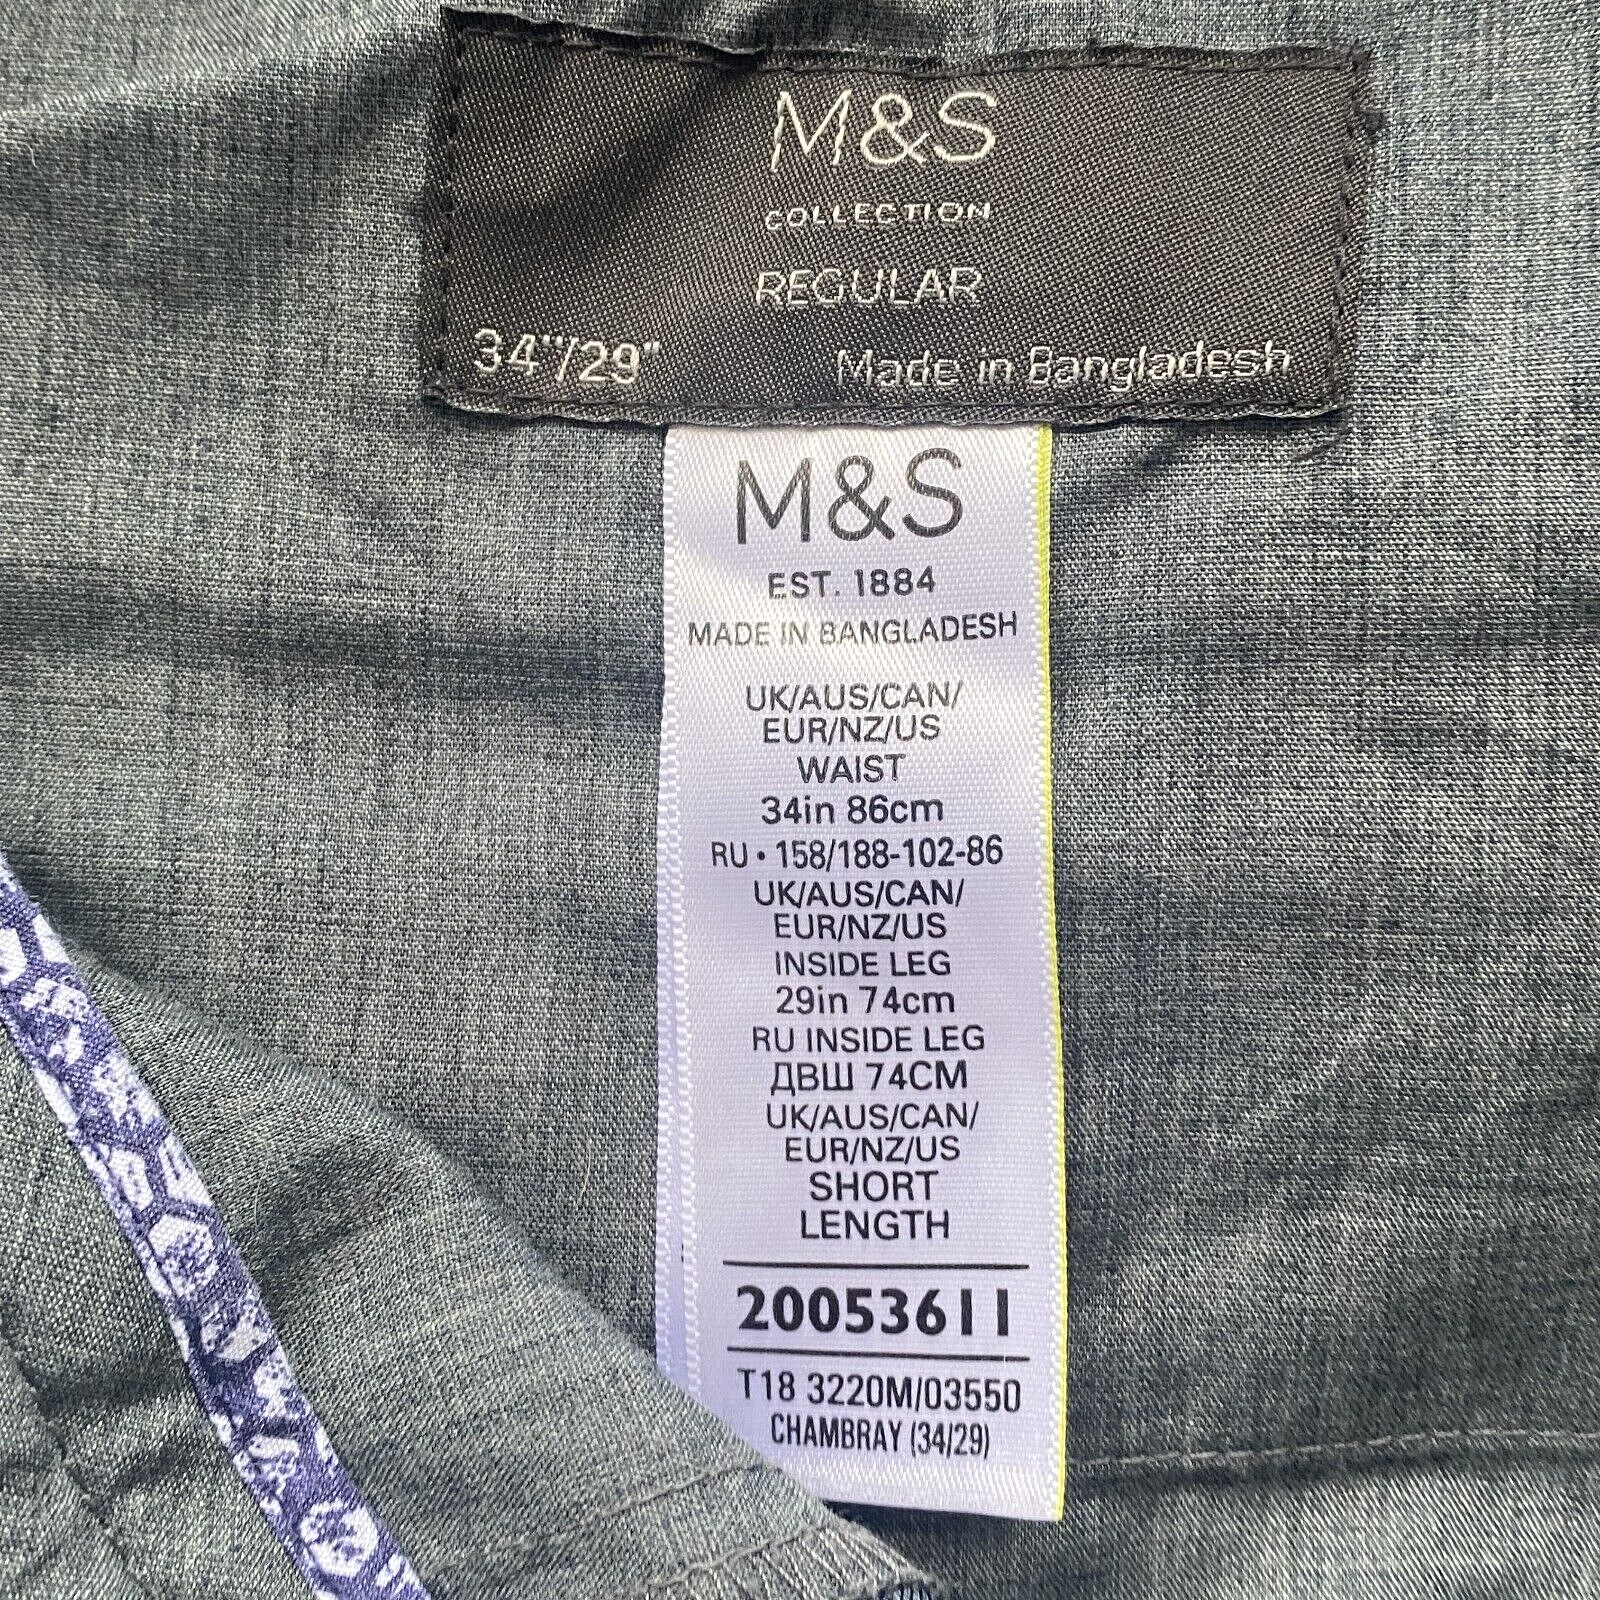 M&S
COLLECTION
REGULAR
34"/29" Made in Bangladesh
M&S
EST. 1884
MADE IN BANGLADESH
UK/AUS/CAN/
EUR/NZ/US
WAIST
34in 86cm
RU • 158/188-102-86
UK/AUS/CAN/
EUR/NZ/US
INSIDE LEG
29in 74cm
RU INSIDE LEG
ДВШ 74CM
UK/AUS/CAN/
EUR/NZ/US
SHORT
LENGTH
20053611
T18 3220M/03550
CHAMBRAY (34/29)